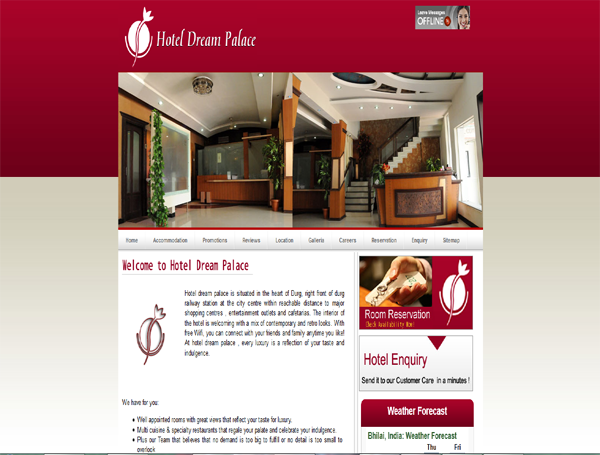 Hotel Dream Palace
Leave Messages
OFFLINE
Home Accommodation Promotions Reviews Location Galleria Careers Reservation Enquiry Sitemap
Welcome to Hotel Dream Palace
Hotel dream palace is situated in the heart of Durg, right front of durg
railway station at the city centre within reachable distance to major
shopping centres , entertainment outlets and cafetarias. The interior of
the hotel is welcoming with a mix of contemporary and retro looks. With
free Wifi, you can connect with your friends and family anytime you like!
At hotel dream palace , every luxury is a reflection of your taste and
indulgence.
We have for you:
♦ Well appointed rooms with great views that reflect your taste for luxury.
♦ Multi cuisine & specialty restaurants that regale your palate and celebrate your indulgence.
♦ Plus our Team that believes that no demand is too big to fulfill or no detail is too small to
overlook
Room Reservation
Check Availability Now!
Hotel Enquiry
Send it to our Customer Care in a minutes !
Weather Forecast
Bhilai, India: Weather Forecast
Thu Fri